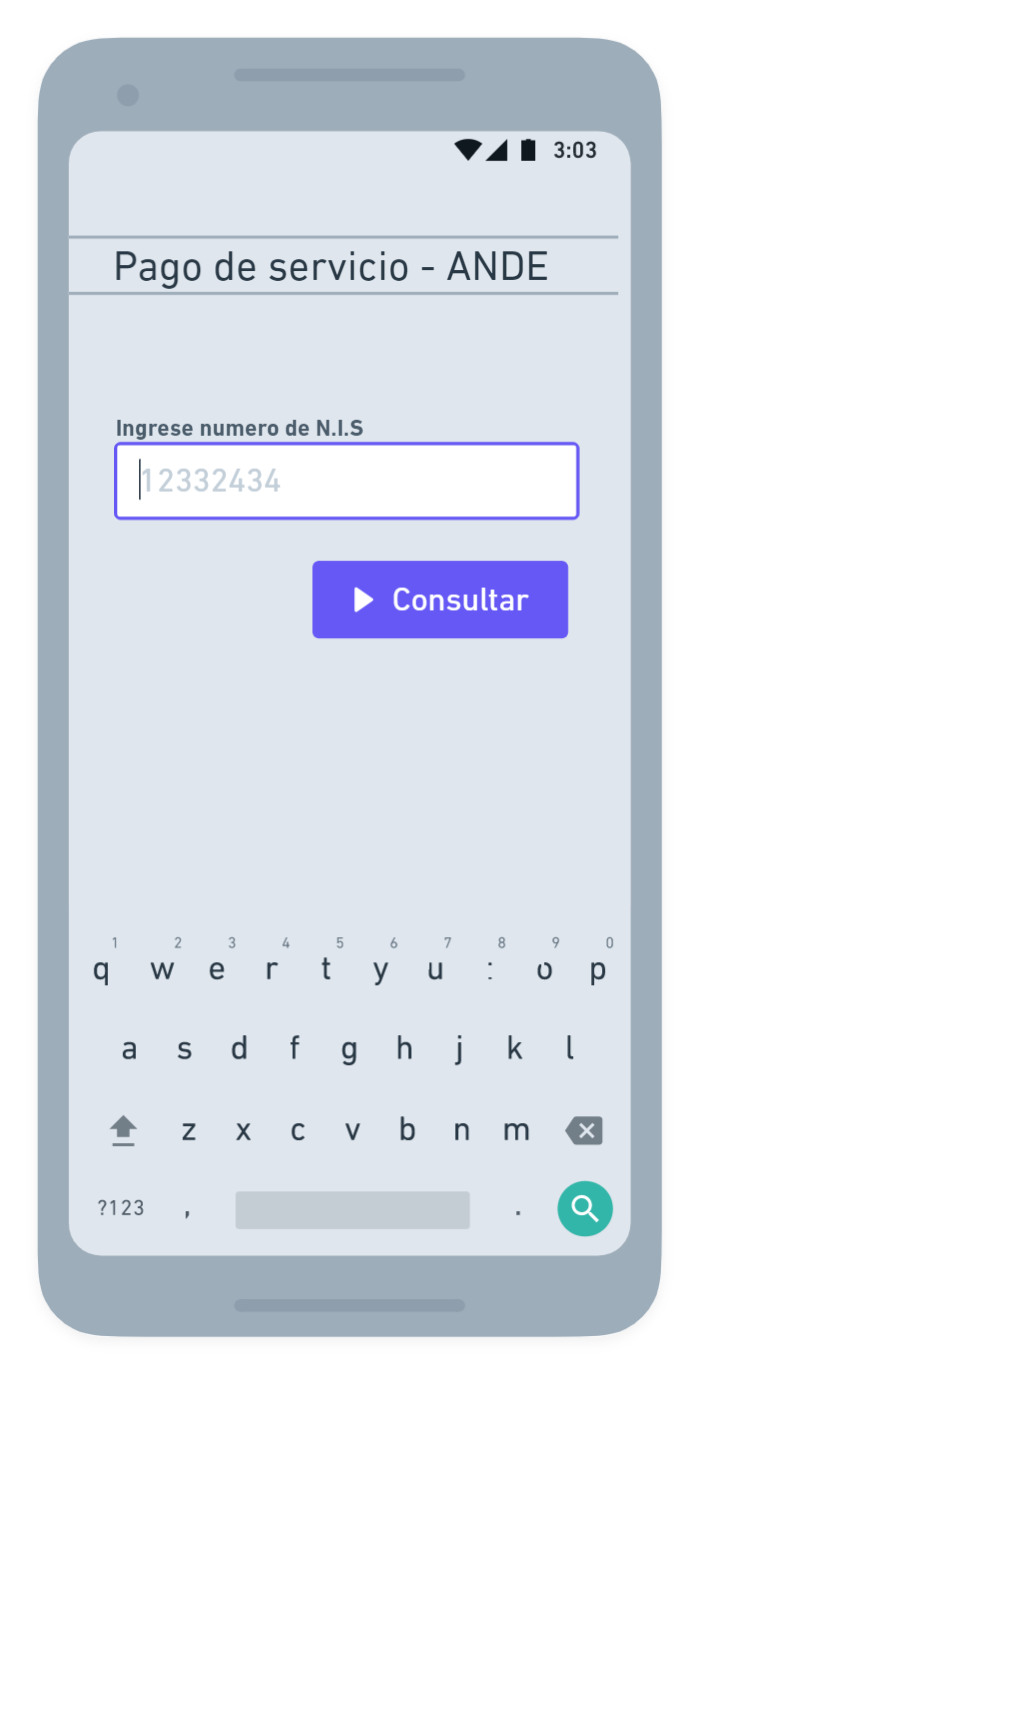 3:03
Pago de servicio - ANDE
Ingrese numero de N.I.S
12332434
Consultar
1 2 3 4 5 6 7 8 9 0
q w e r t y u : o p
a s d f g h j k l
z x c v b n m
?123 , .